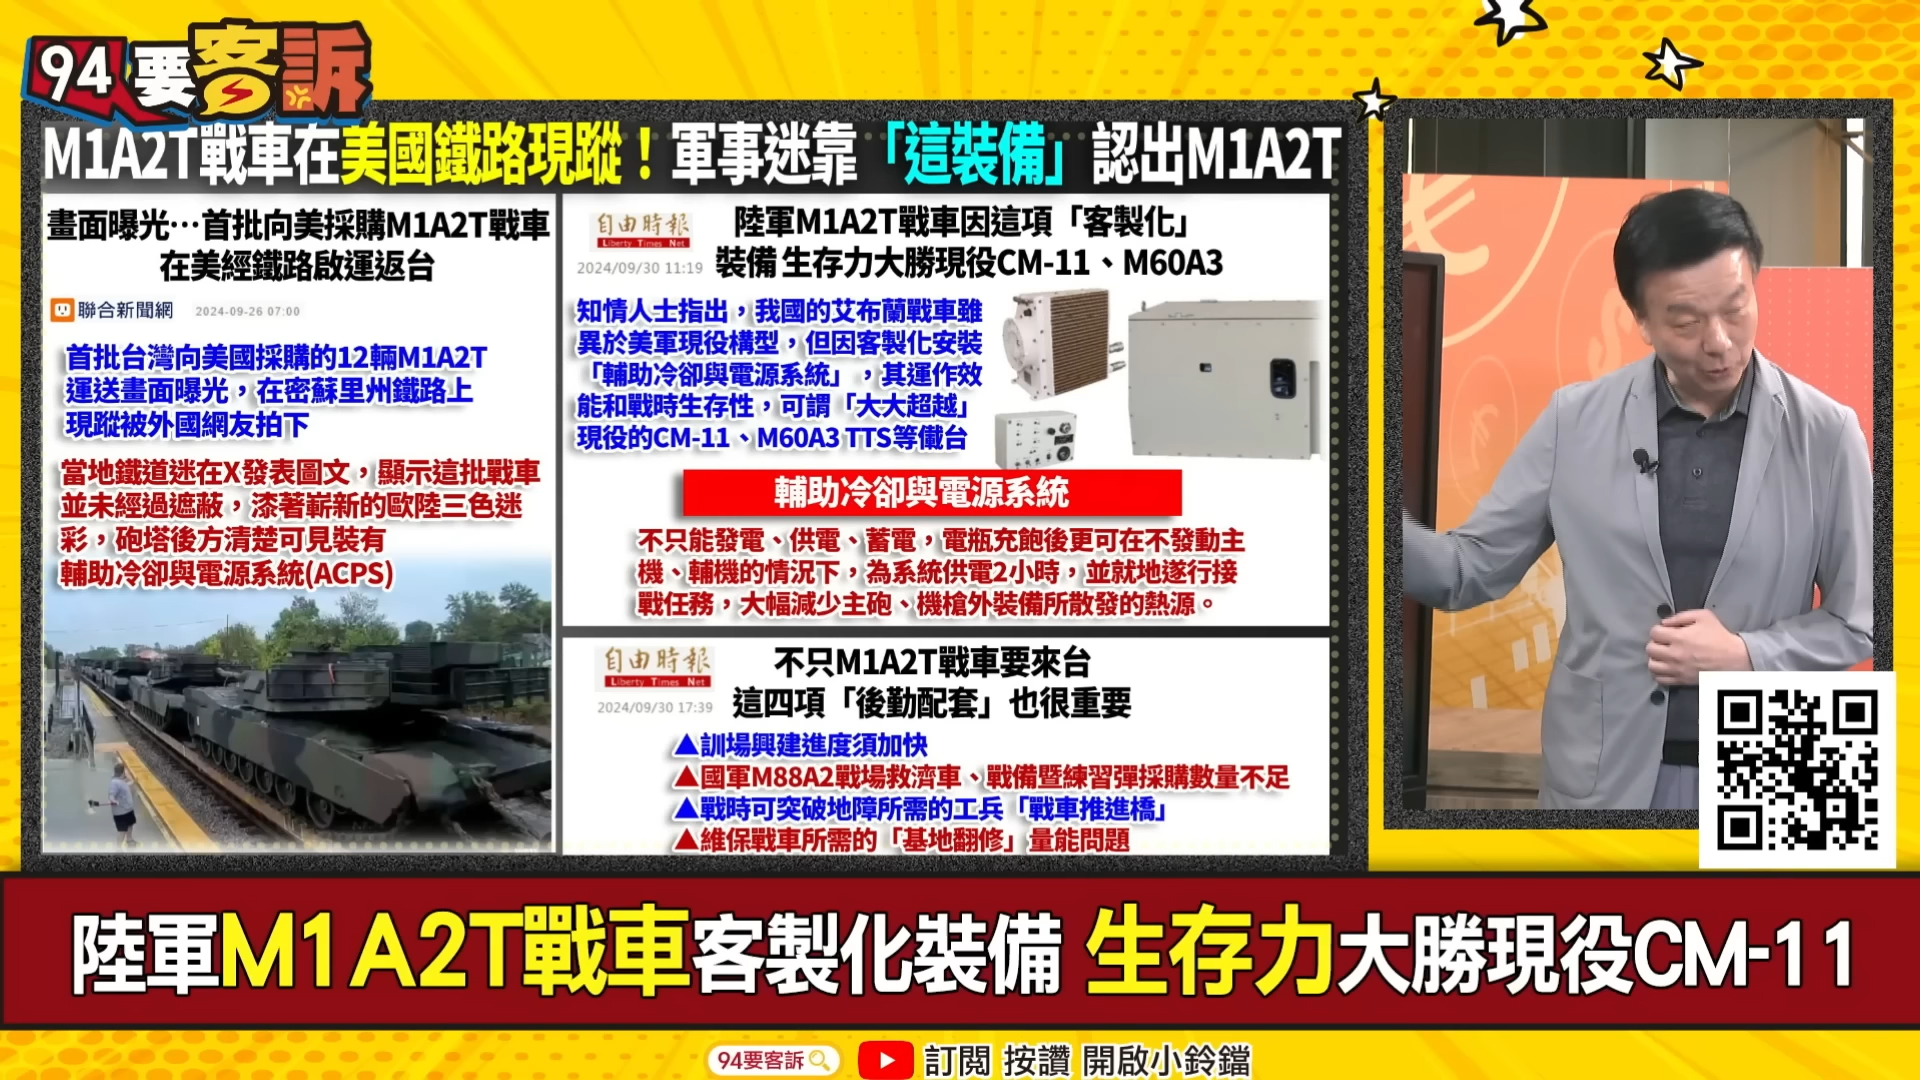 94要客訴
M1A2T戰車在美國鐵路現蹤！軍事迷靠「這裝備」認出M1A2T
畫面曝光…首批向美採購M1A2T戰車
在美經鐵路啟運返台
聯合新聞網 2024-09-26 07:00
首批台灣向美國採購的12輛M1A2T
運送畫面曝光，在密蘇里州鐵路上
現蹤被外國網友拍下
當地鐵道迷在X發表圖文，顯示這批戰車
並未經過遮蔽，漆著嶄新的歐陸三色迷
彩，砲塔後方清楚可見裝有
輔助冷卻與電源系統(ACPS)
自由時報
Liberty Times Net
2024/09/30 11:19
陸軍M1A2T戰車因這項「客製化」
裝備 生存力大勝現役CM-11、M60A3
知情人士指出，我國的艾布蘭戰車雖
異於美軍現役構型，但因客製化安裝
「輔助冷卻與電源系統」，其運作效
能和戰時生存性，可謂「大大超越」
現役的CM-11、M60A3 TTS等儎台
輔助冷卻與電源系統
不只能發電、供電、蓄電，電瓶充飽後更可在不發動主
機、輔機的情況下，為系統供電2小時，並就地遂行接
戰任務，大幅減少主砲、機槍外裝備所散發的熱源。
自由時報
Liberty Times Net
2024/09/30 17:39
不只M1A2T戰車要來台
這四項「後勤配套」也很重要
▲訓場興建進度須加快
▲國軍M88A2戰場救濟車、戰備暨練習彈採購數量不足
▲戰時可突破地障所需的工兵「戰車推進橋」
▲維保戰車所需的「基地翻修」量能問題
陸軍M1A2T戰車客製化裝備 生存力大勝現役CM-11
94要客訴
訂閱 按讚 開啟小鈴鐺